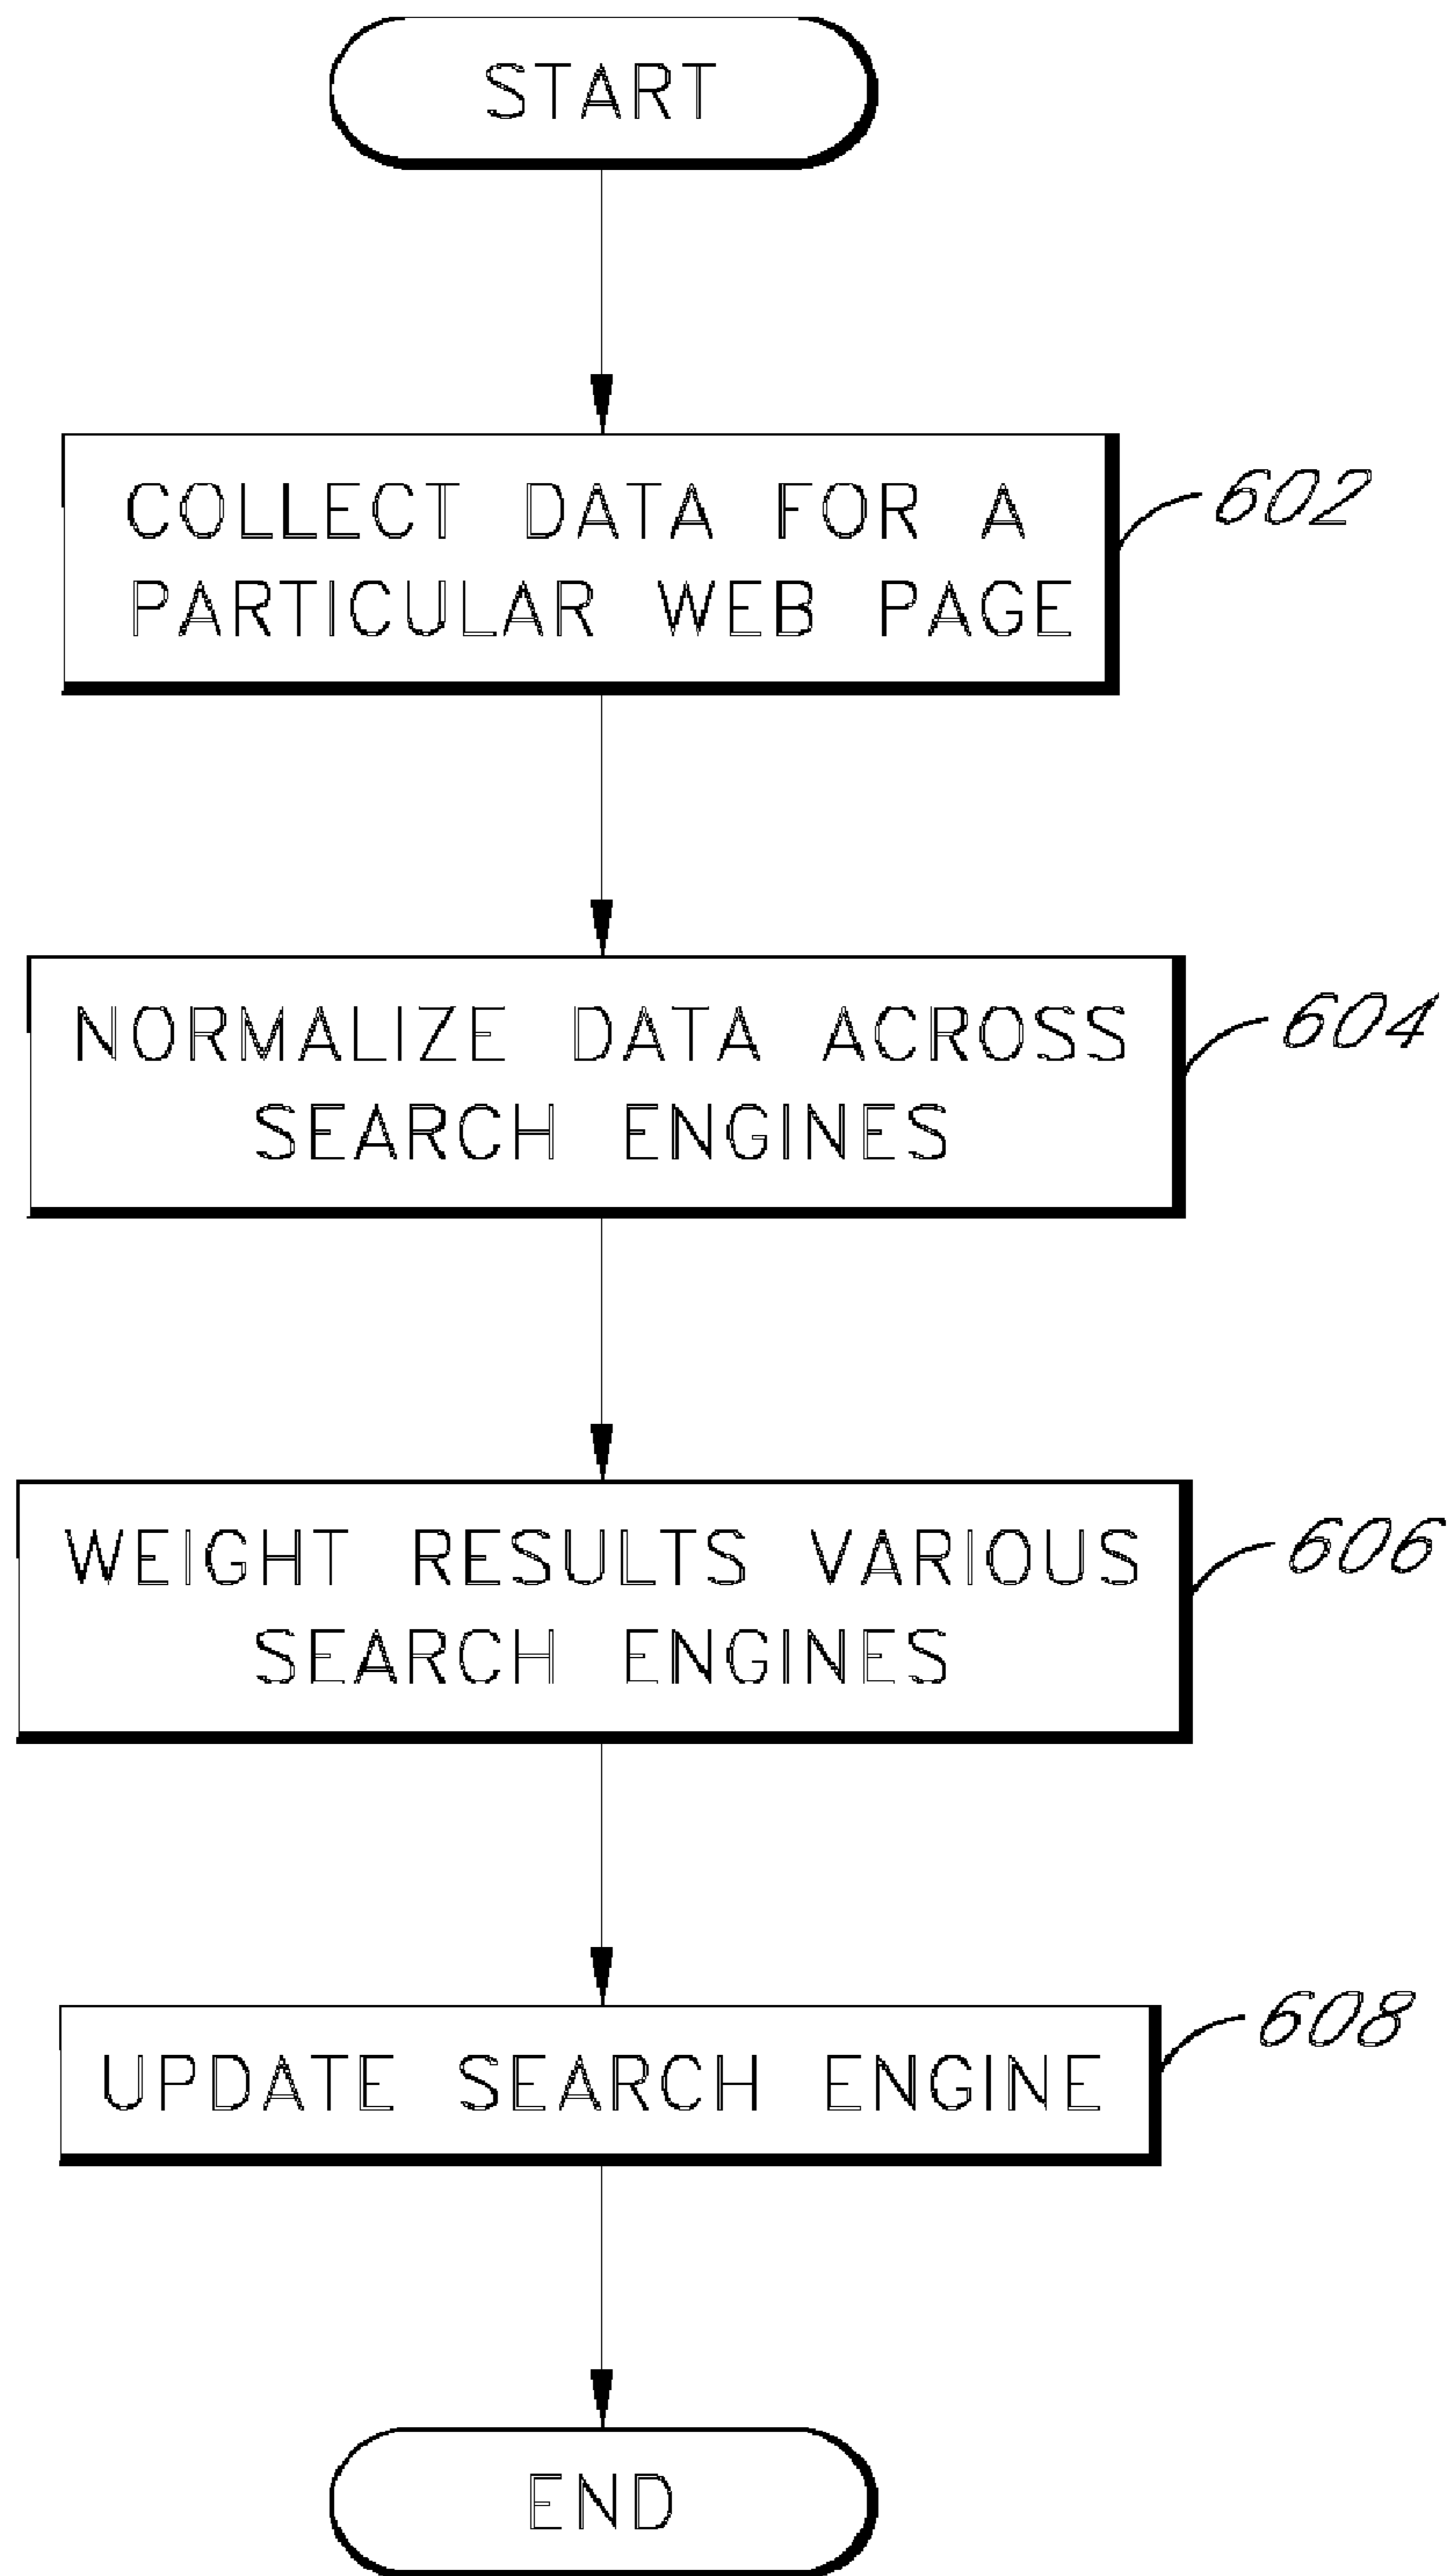 START
COLLECT DATA FOR A
PARTICULAR WEB PAGE
602
NORMALIZE DATA ACROSS
SEARCH ENGINES
604
WEIGHT RESULTS VARIOUS
SEARCH ENGINES
606
UPDATE SEARCH ENGINE
608
END